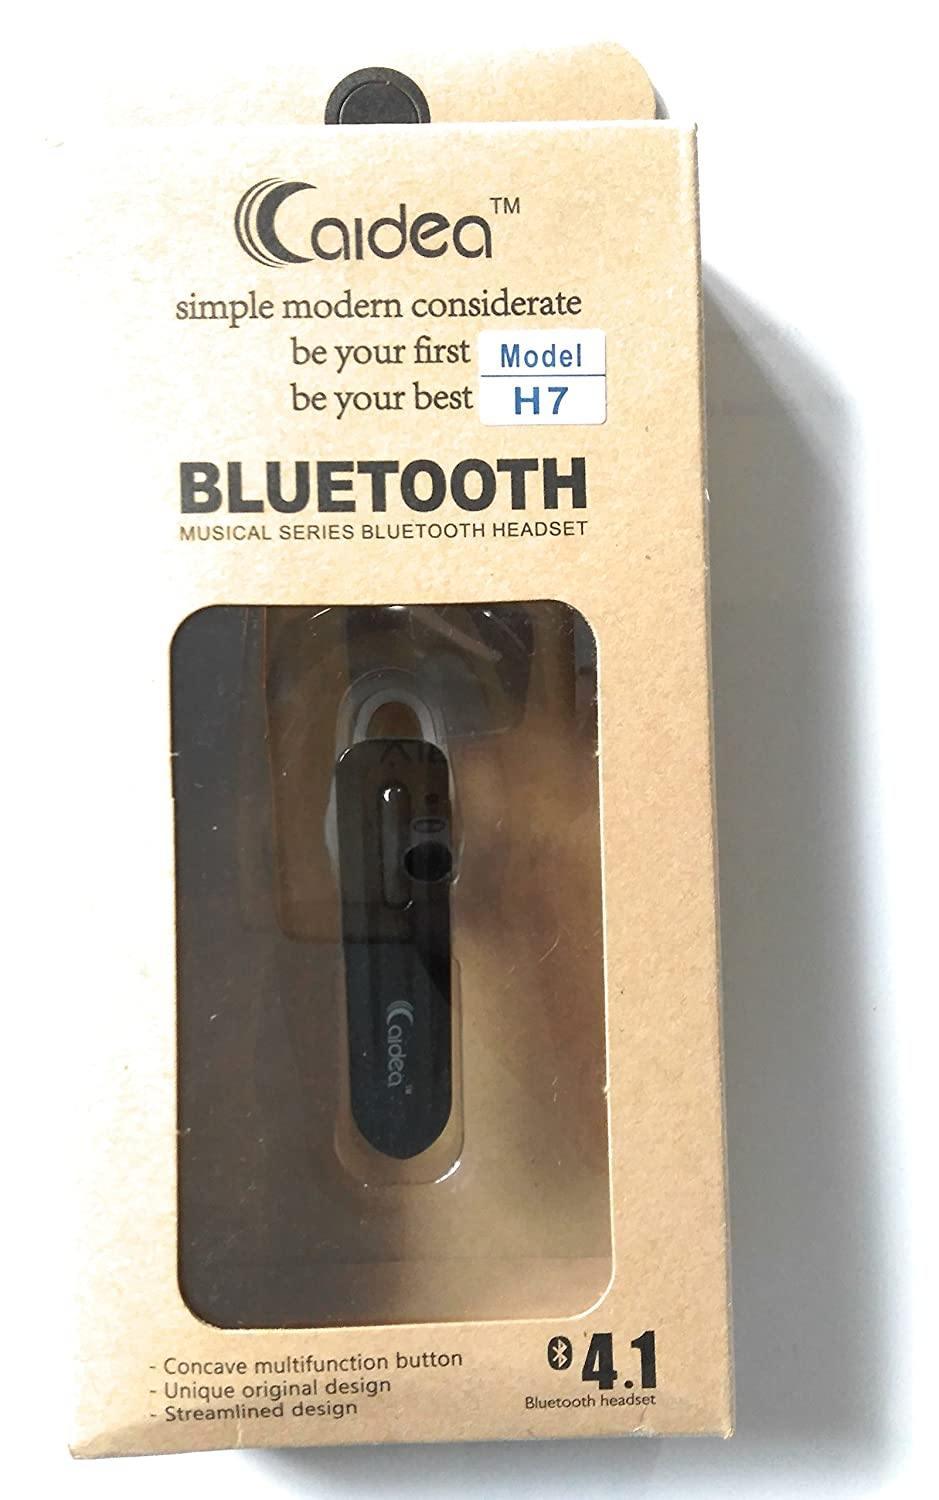 Caidea™
simple modern considerate
be your first
be your best
Model
H7
BLUETOOTH
MUSICAL SERIES BLUETOOTH HEADSET
Caidea™
- Concave multifunction button
- Unique original design
- Streamlined design
4.1
Bluetooth headset